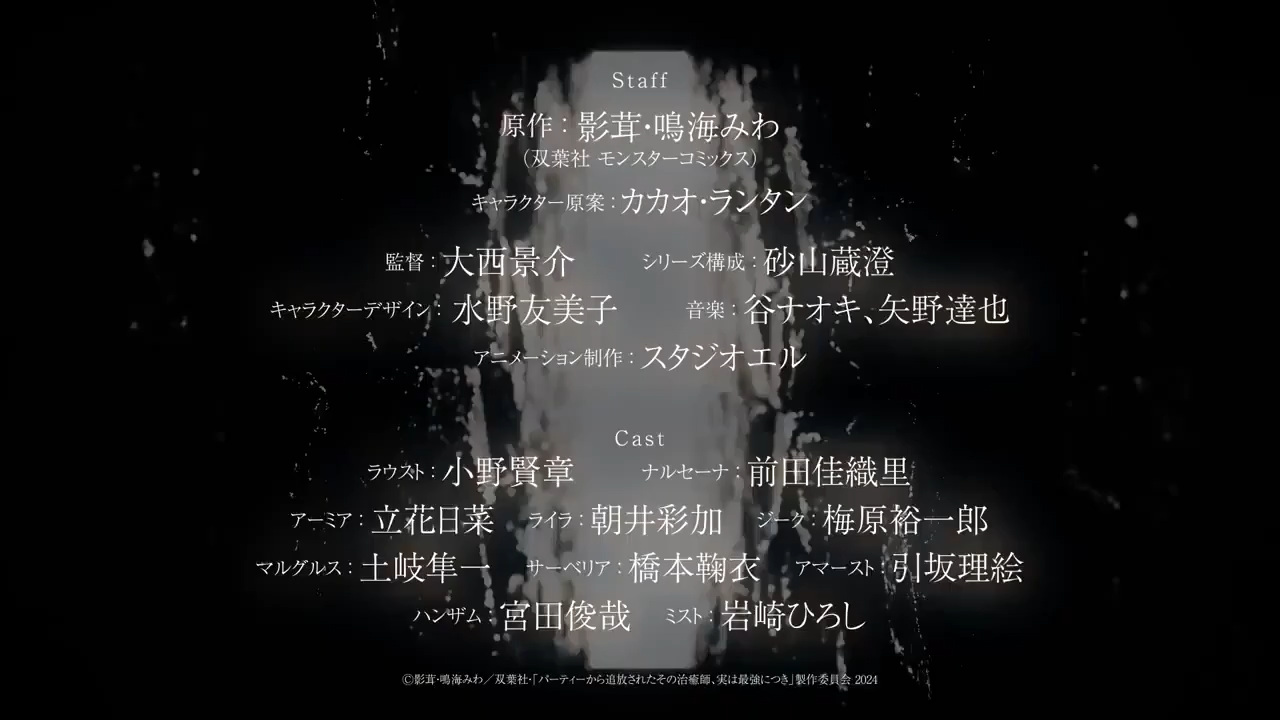 Staff
原作：影茸・鳴海みわ
（双葉社 モンスターコミックス）
キャラクター原案：カカオ・ランタン
監督：大西景介 シリーズ構成：砂山蔵澄
キャラクターデザイン：水野友美子 音楽：谷ナオキ、矢野達也
アニメーション制作：スタジオエル
Cast
ラウスト：小野賢章 ナルセーナ：前田佳織里
アーミア：立花日菜 ライラ：朝井彩加 ジーク：梅原裕一郎
マルグルス：土岐隼一 サーベリア：橋本鞠衣 アマースト：引坂理絵
ハンザム：宮田俊哉 ミスト：岩崎ひろし
©影茸・鳴海みわ／双葉社・「パーティーから追放されたその治癒師、実は最強につき」製作委員会 2024